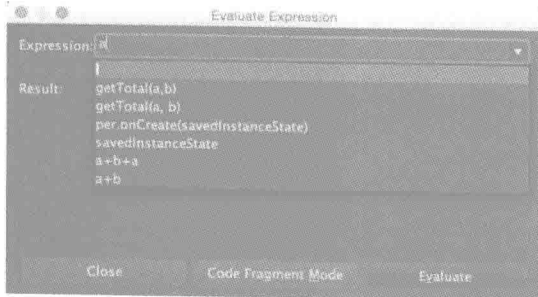 Evaluate Expression
Expression: a
Result:
getTotal(a,b)
getTotal(a, b)
per.onCreate(savedInstanceState)
savedInstanceState
a+b+a
a+b
Close Code Fragment Mode Evaluate